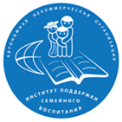 АВТОНОМНАЯ НЕКОММЕРЧЕСКАЯ ОРГАНИЗАЦИЯ
ИНСТИТУТ ПОДДЕРЖКИ
СЕМЕЙНОГО
ВОСПИТАНИЯ